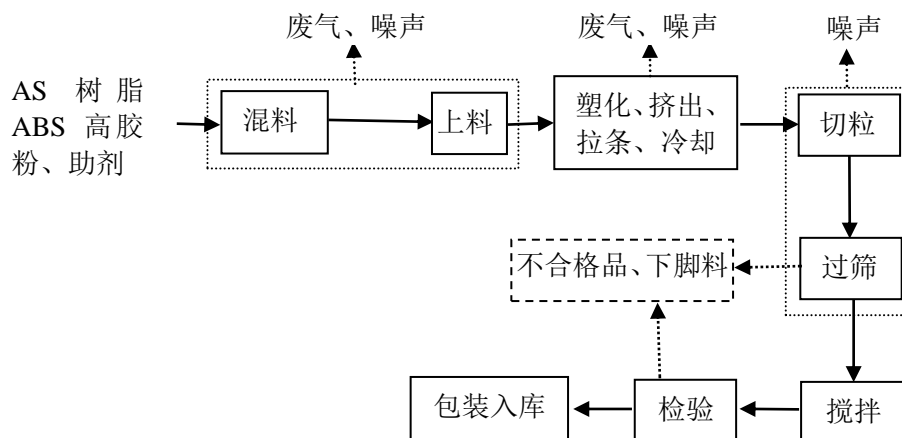 废气、噪声
废气、噪声
噪声
AS 树 脂
ABS 高胶
粉、助剂
混料
上料
塑化、挤出、
拉条、冷却
切粒
不合格品、下脚料
过筛
包装入库
检验
搅拌